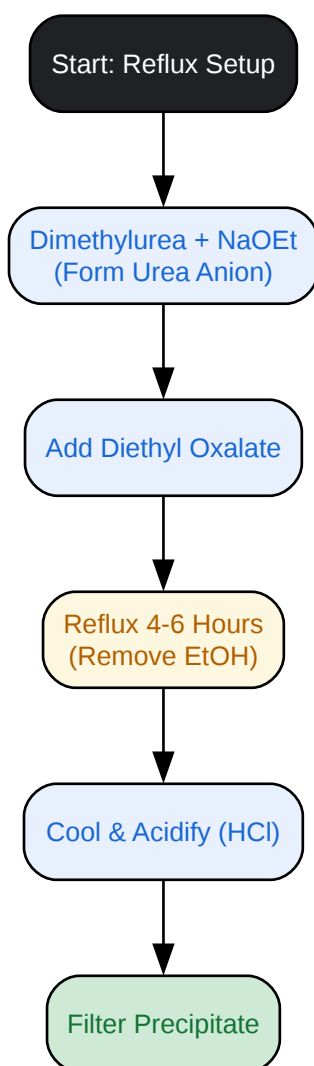 Start: Reflux Setup
Dimethylurea + NaOEt
(Form Urea Anion)
Add Diethyl Oxalate
Reflux 4-6 Hours
(Remove EtOH)
Cool & Acidify (HCl)
Filter Precipitate